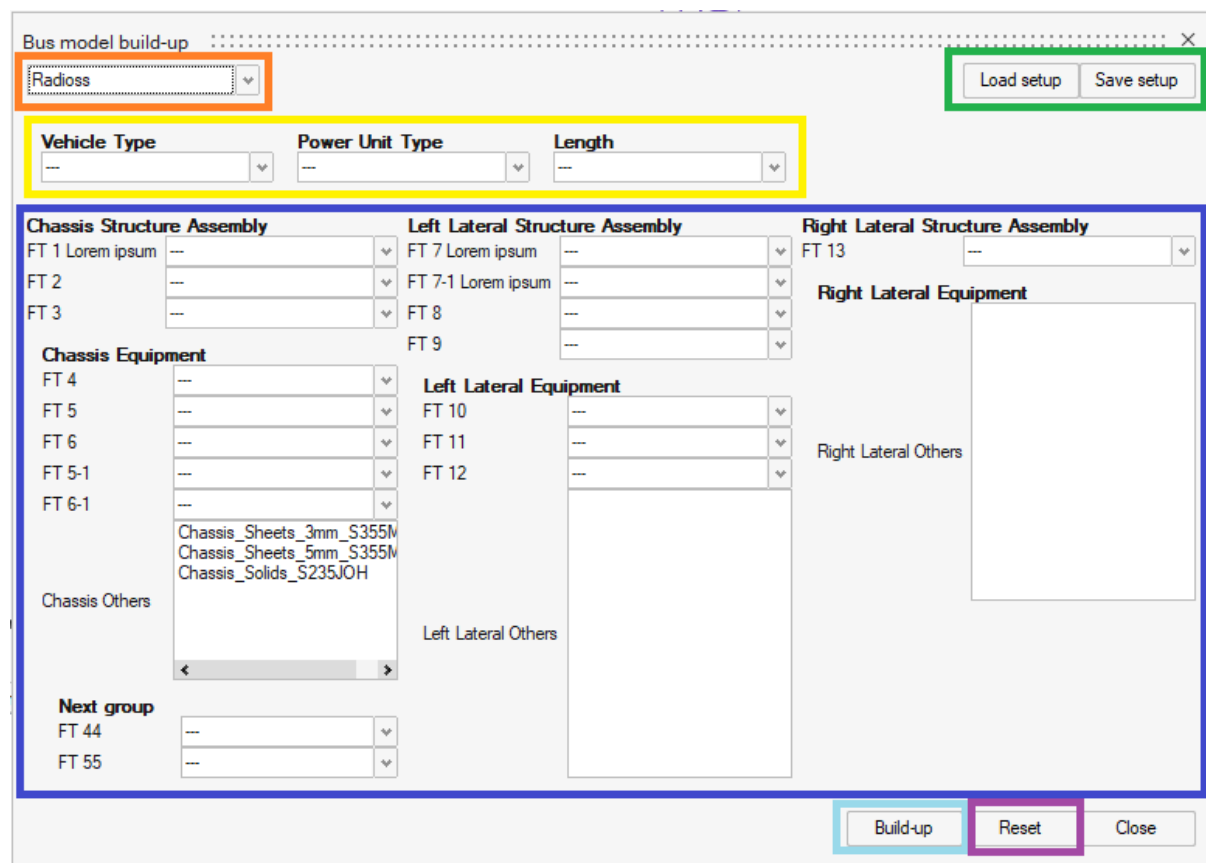 Bus model build-up
Radioss
Load setup Save setup
Vehicle Type Power Unit Type Length
--- --- ---
Chassis Structure Assembly
FT 1 Lorem ipsum ---
FT 2 ---
FT 3 ---
Chassis Equipment
FT 4 ---
FT 5 ---
FT 6 ---
FT 5-1 ---
FT 6-1 ---
Chassis_Sheets_3mm_S355M
Chassis_Sheets_5mm_S355M
Chassis_Solids_S235JOH
Chassis Others
Next group
FT 44 ---
FT 55 ---
Left Lateral Structure Assembly
FT 7 Lorem ipsum ---
FT 7-1 Lorem ipsum ---
FT 8 ---
FT 9 ---
Left Lateral Equipment
FT 10 ---
FT 11 ---
FT 12 ---
Left Lateral Others
Right Lateral Structure Assembly
FT 13 ---
Right Lateral Equipment
Right Lateral Others
Build-up Reset Close